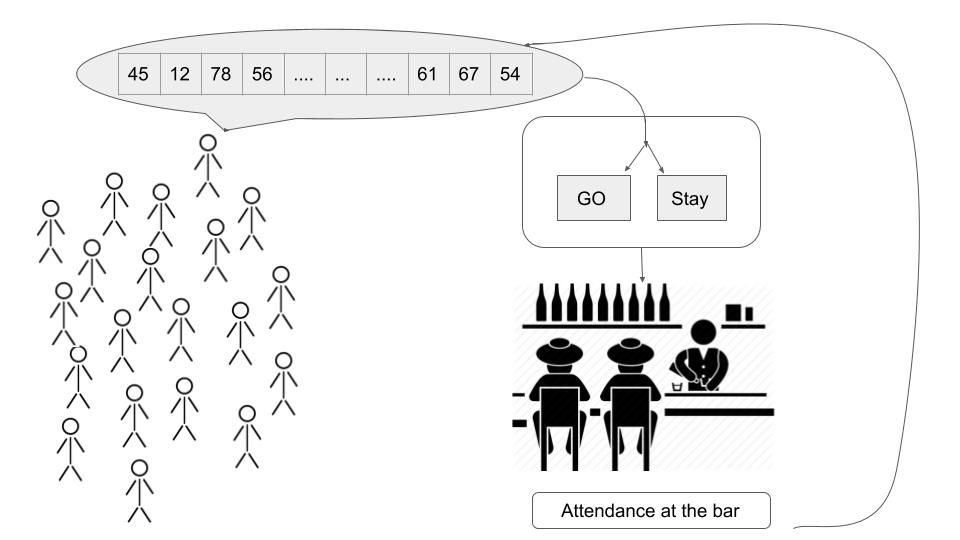 45 12 78 56 .... ... .... 61 67 54
GO Stay
Attendance at the bar